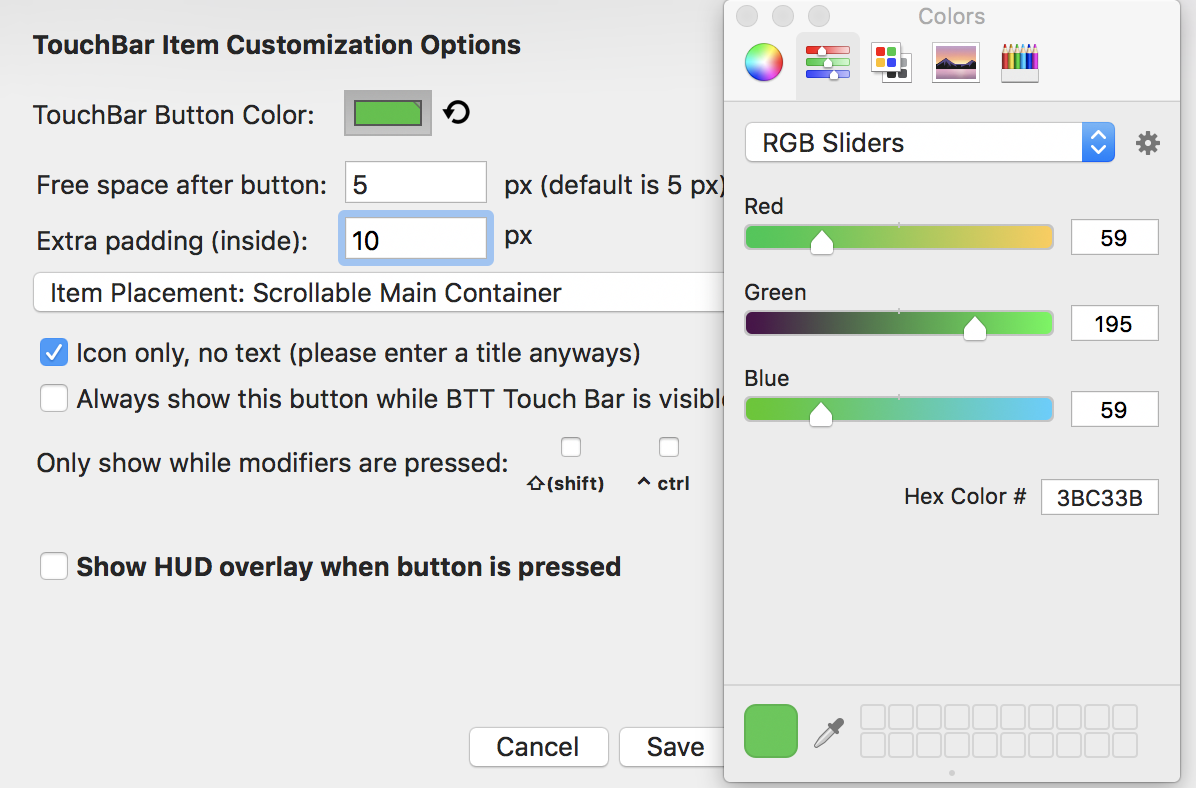 TouchBar Item Customization Options
TouchBar Button Color:
Free space after button: 5 px (default is 5 px)
Extra padding (inside): 10 px
Item Placement: Scrollable Main Container
Icon only, no text (please enter a title anyways)
Always show this button while BTT Touch Bar is visible
Only show while modifiers are pressed:
⇧(shift) ⌃ ctrl
Show HUD overlay when button is pressed
Cancel Save
Colors
RGB Sliders
Red
59
Green
195
Blue
59
Hex Color # 3BC33B